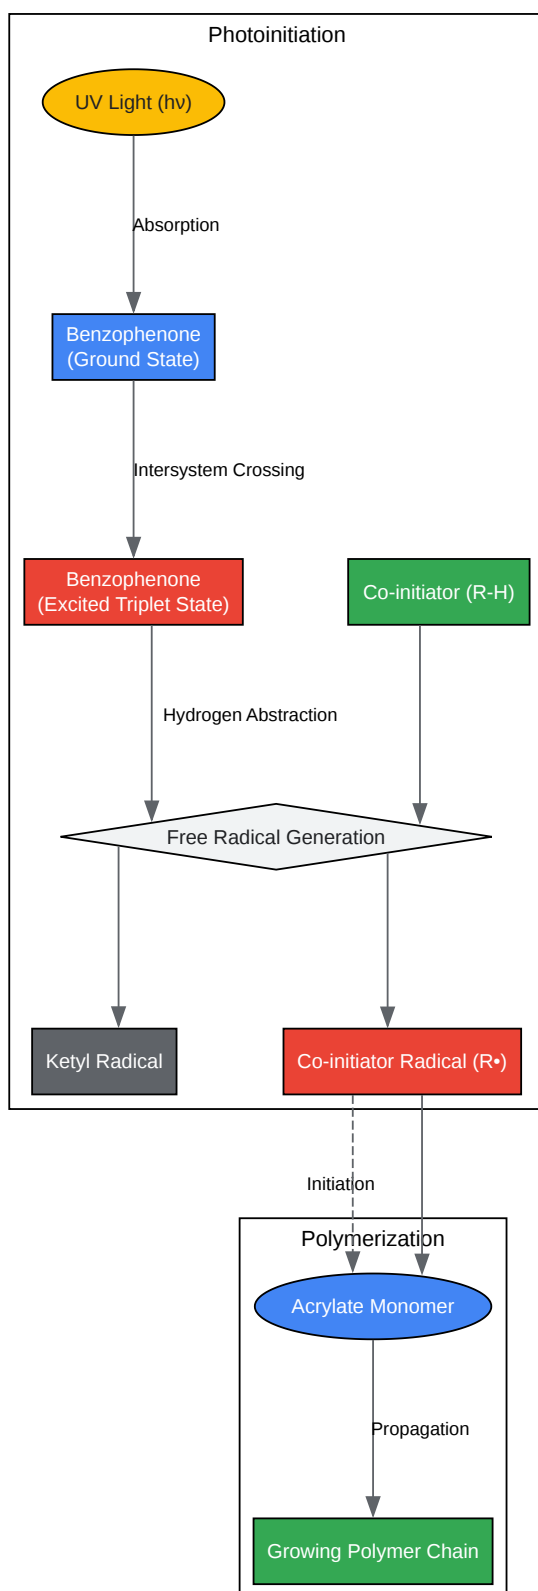 Photoinitiation
UV Light (hν)
Absorption
Benzophenone
(Ground State)
Intersystem Crossing
Benzophenone
(Excited Triplet State)
Co-initiator (R-H)
Hydrogen Abstraction
Free Radical Generation
Ketyl Radical
Co-initiator Radical (R•)
Initiation
Polymerization
Acrylate Monomer
Propagation
Growing Polymer Chain